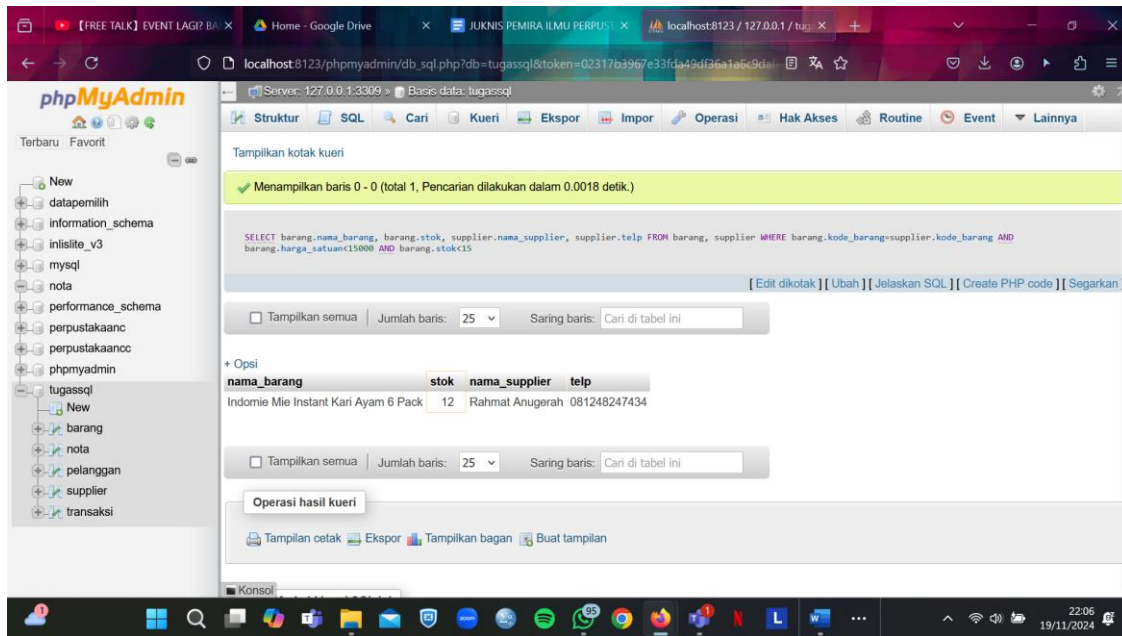 【FREE TALK】 EVENT LAGI? BA
Home - Google Drive
JUKNIS PEMIRA ILMU PERPUST
localhost:8123 / 127.0.0.1 / tug
localhost:8123/phpmyadmin/db_sql.php?db=tugassql&token=02317b3967e33fda49df36a1a6c9da
phpMyAdmin
Terbaru Favorit
New
datapemilih
information_schema
inlislite_v3
mysql
nota
performance_schema
perpustakaanc
perpustakaancc
phpmyadmin
tugassql
New
barang
nota
pelanggan
supplier
transaksi
Server: 127.0.0.1:3309 » Basis data: tugassql
Struktur SQL Cari Kueri Ekspor Impor Operasi Hak Akses Routine Event Lainnya
Tampilkan kotak kueri
Menampilkan baris 0 - 0 (total 1, Pencarian dilakukan dalam 0.0018 detik.)
SELECT barang.nama_barang, barang.stok, supplier.nama_supplier, supplier.telp FROM barang, supplier WHERE barang.kode_barang=supplier.kode_barang AND
barang.harga_satuan<15000 AND barang.stok<15
[ Edit dikotak ] [ Ubah ] [ Jelaskan SQL ] [ Create PHP code ] [ Segarkan
Tampilkan semua Jumlah baris: 25 Saring baris: Cari di tabel ini
+ Opsi
nama_barang stok nama_supplier telp
Indomie Mie Instant Kari Ayam 6 Pack 12 Rahmat Anugerah 081248247434
Tampilkan semua Jumlah baris: 25 Saring baris: Cari di tabel ini
Operasi hasil kueri
Tampilan cetak Ekspor Tampilkan bagan Buat tampilan
Konsol
1
zoom
95
N
L
W
22:06
19/11/2024